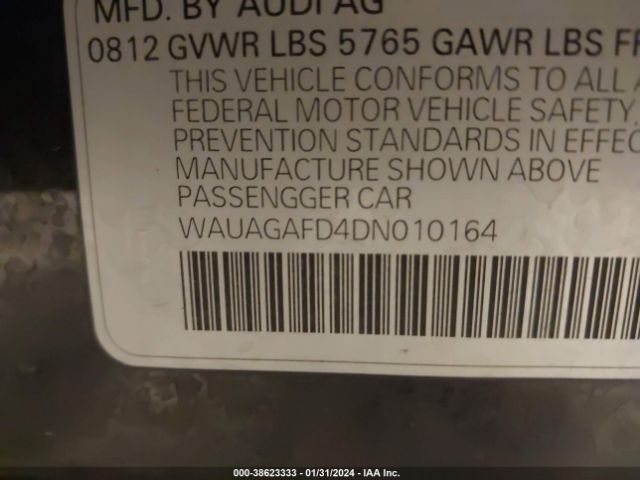 MFD. BY AUDI AG
0812 GVWR LBS 5765 GAWR LBS FR
THIS VEHICLE CONFORMS TO ALL A
FEDERAL MOTOR VEHICLE SAFETY,
PREVENTION STANDARDS IN EFFEC
MANUFACTURE SHOWN ABOVE
PASSENGGER CAR
WAUAGAFD4DN010164
000-38623333 / 01/31/2024 - IAA Inc.